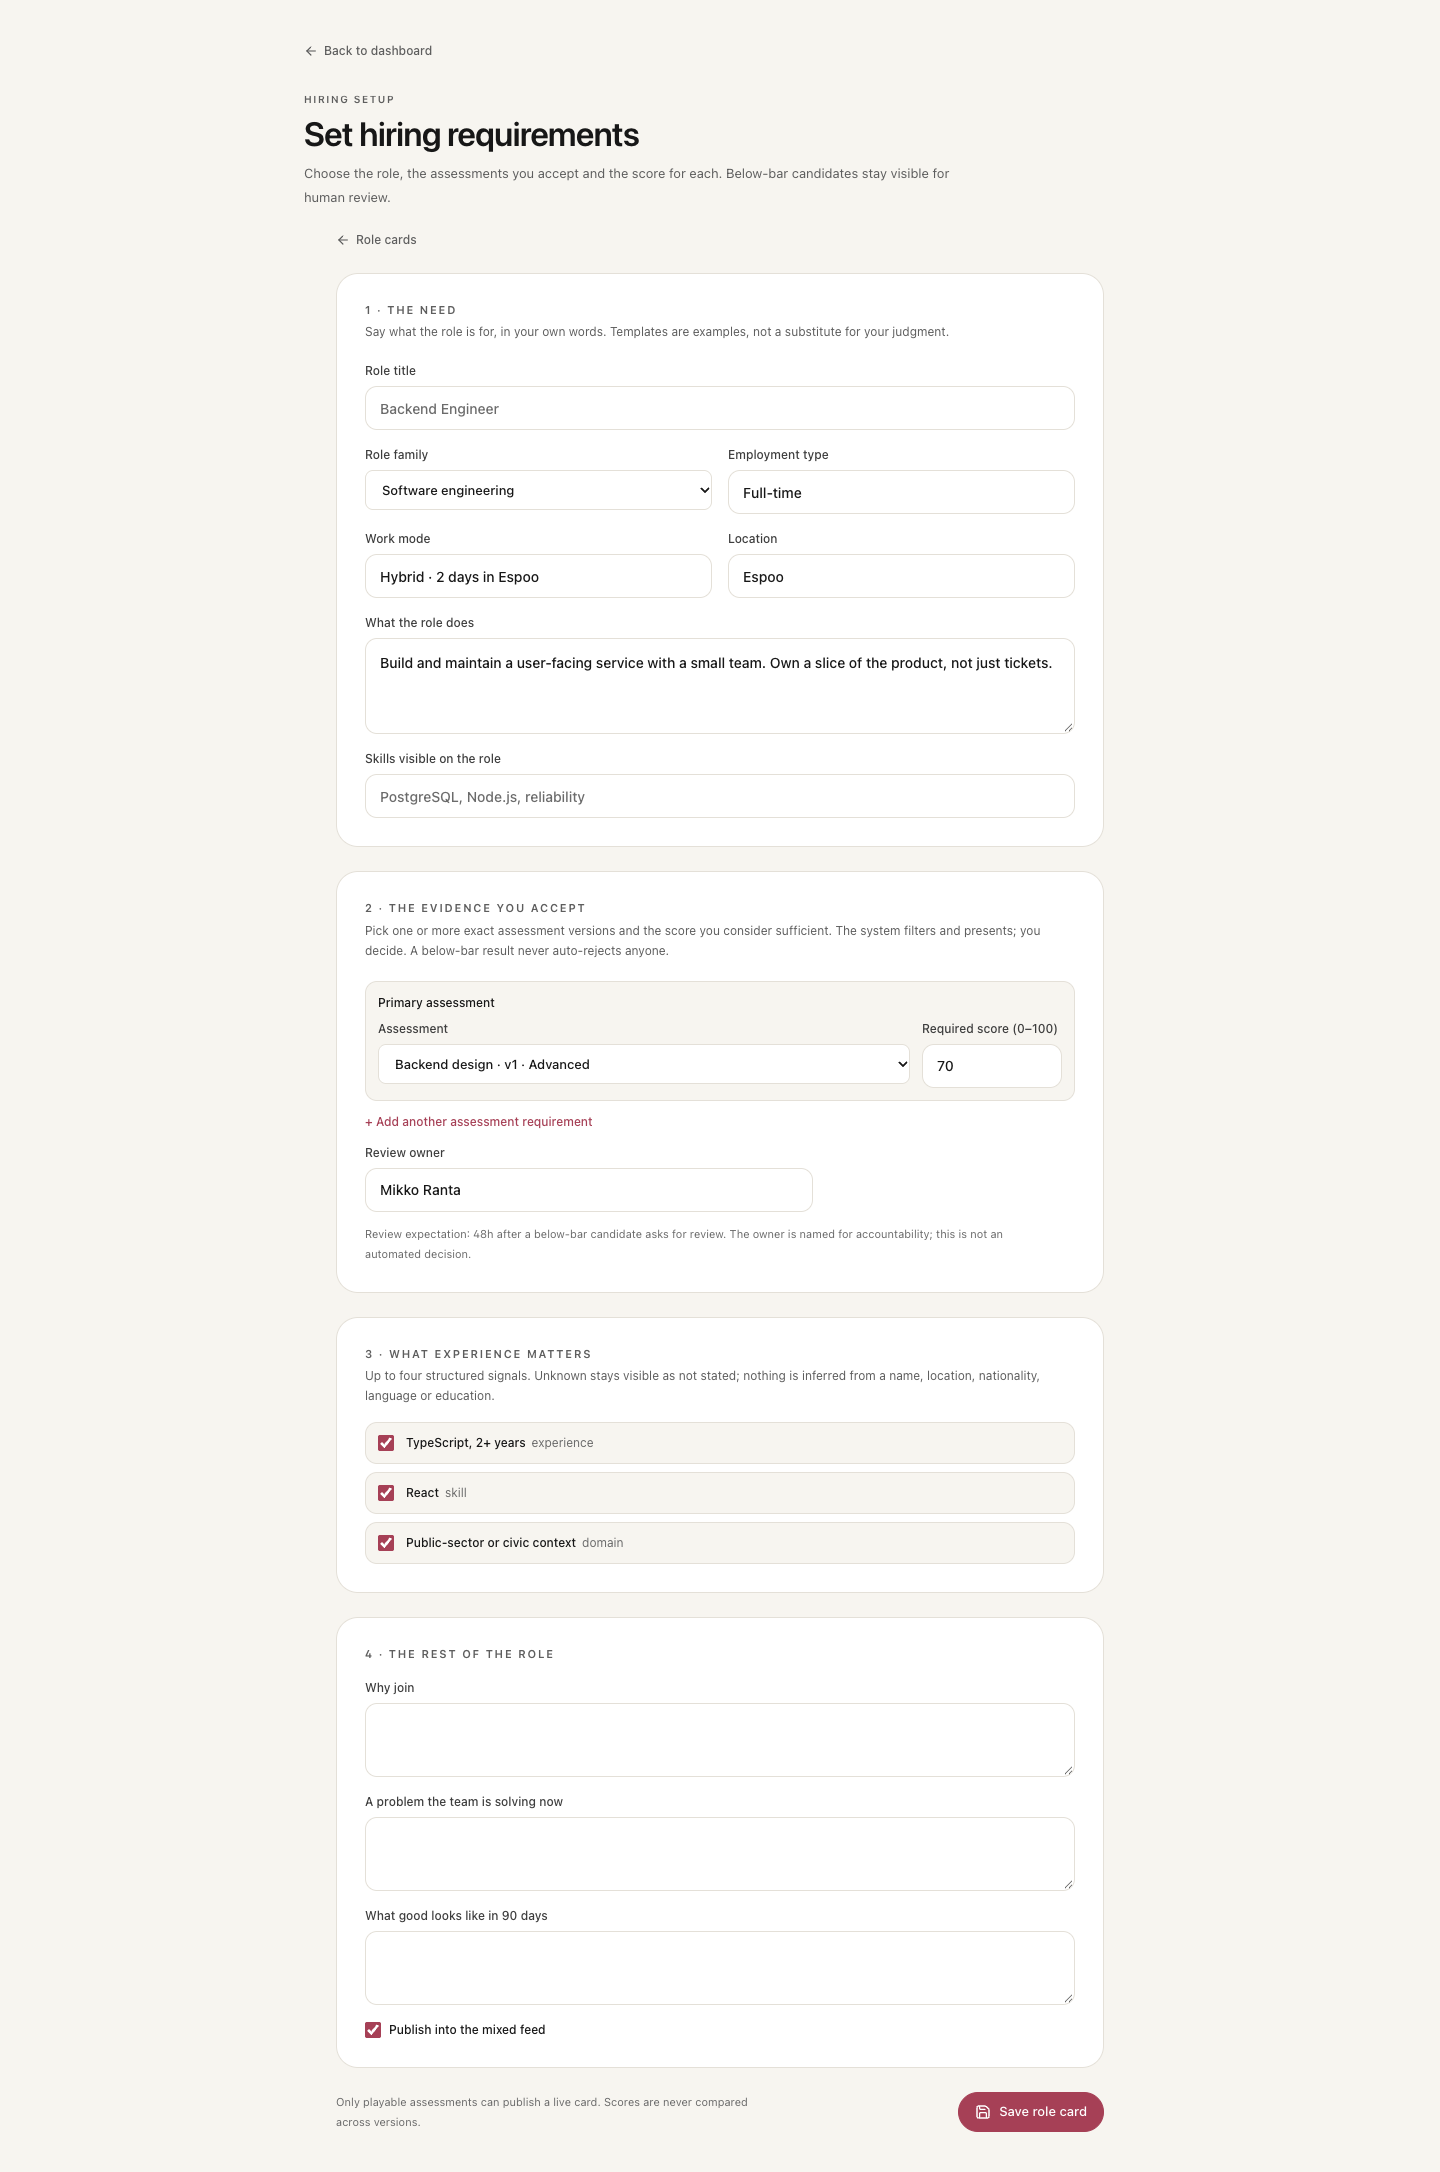 Back to dashboard
HIRING SETUP
Set hiring requirements
Choose the role, the assessments you accept and the score for each. Below-bar candidates stay visible for
human review.
Role cards
1 · THE NEED
Say what the role is for, in your own words. Templates are examples, not a substitute for your judgment.
Role title
Backend Engineer
Role family
Employment type
Software engineering
Full-time
Work mode
Location
Hybrid · 2 days in Espoo
Espoo
What the role does
Build and maintain a user-facing service with a small team. Own a slice of the product, not just tickets.
Skills visible on the role
PostgreSQL, Node.js, reliability
2 · THE EVIDENCE YOU ACCEPT
Pick one or more exact assessment versions and the score you consider sufficient. The system filters and presents; you
decide. A below-bar result never auto-rejects anyone.
Primary assessment
Assessment
Required score (0–100)
Backend design · v1 · Advanced
70
+ Add another assessment requirement
Review owner
Mikko Ranta
Review expectation: 48h after a below-bar candidate asks for review. The owner is named for accountability; this is not an
automated decision.
3 · WHAT EXPERIENCE MATTERS
Up to four structured signals. Unknown stays visible as not stated; nothing is inferred from a name, location, nationality,
language or education.
TypeScript, 2+ years experience
React skill
Public-sector or civic context domain
4 · THE REST OF THE ROLE
Why join
A problem the team is solving now
What good looks like in 90 days
Publish into the mixed feed
Only playable assessments can publish a live card. Scores are never compared
across versions.
Save role card